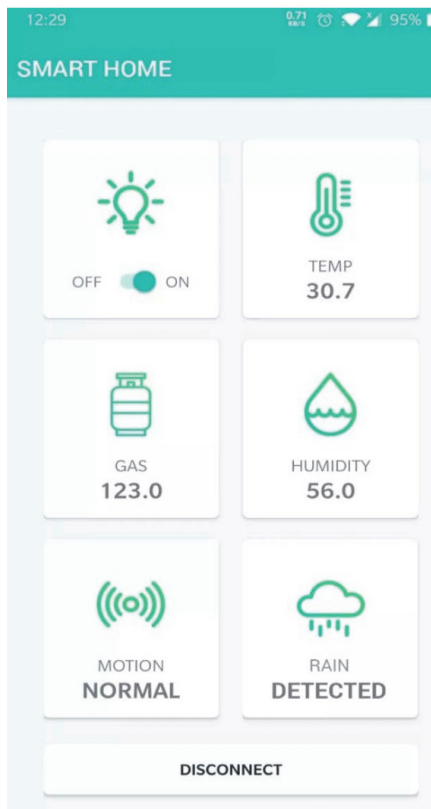 12:29 0.71 KB/S 95%
SMART HOME
OFF ON
TEMP
30.7
GAS
123.0
HUMIDITY
56.0
MOTION
NORMAL
RAIN
DETECTED
DISCONNECT